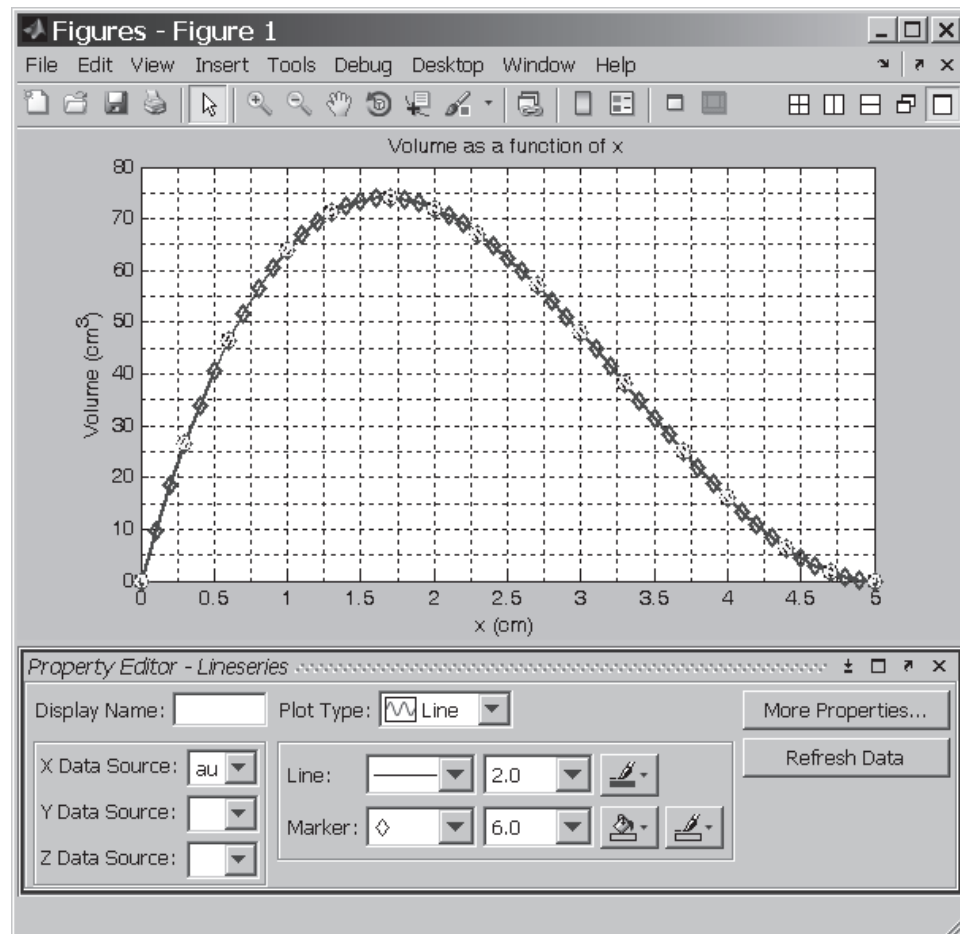 Figures - Figure 1
File Edit View Insert Tools Debug Desktop Window Help
Volume as a function of x
80
70
60
50
40
30
20
10
0
Volume (cm³)
0 0.5 1 1.5 2 2.5 3 3.5 4 4.5 5
x (cm)
Property Editor - Lineseries
Display Name: Plot Type: Line More Properties...
X Data Source: au Line: 2.0 Refresh Data
Y Data Source: Marker: 6.0
Z Data Source: